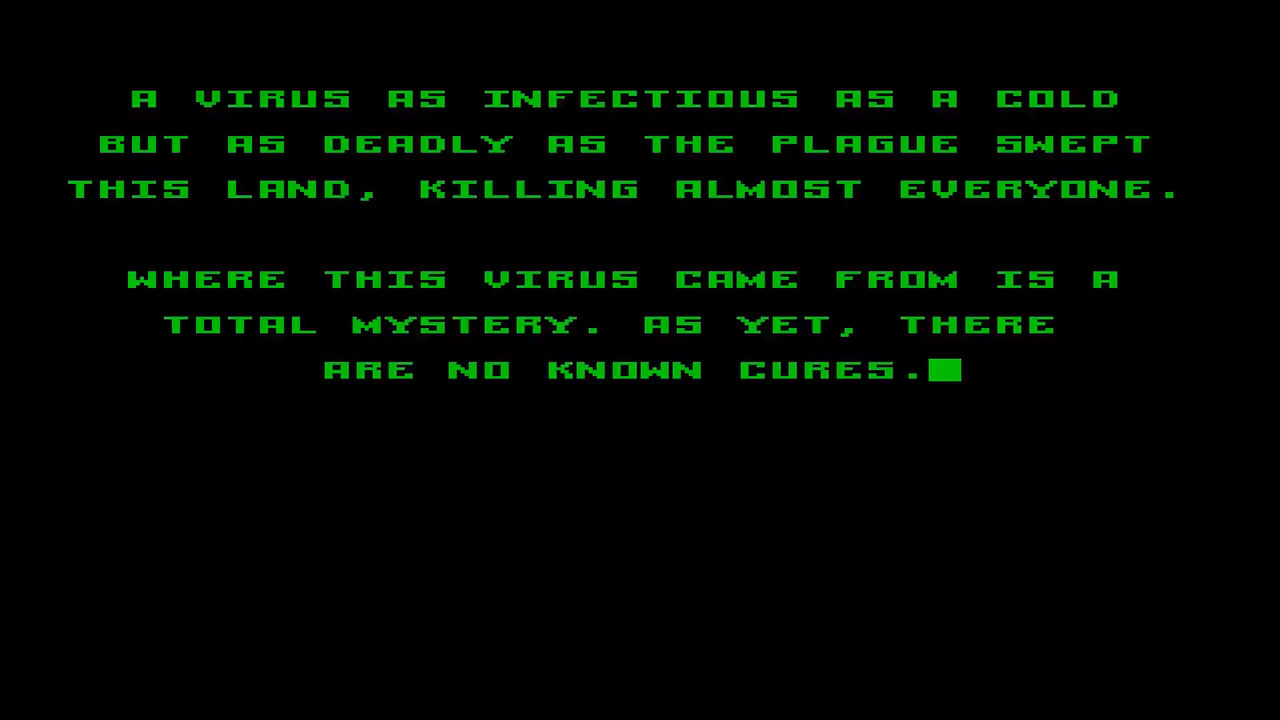 A VIRUS AS INFECTIOUS AS A COLD
BUT AS DEADLY AS THE PLAGUE SWEPT
THIS LAND, KILLING ALMOST EVERYONE.
WHERE THIS VIRUS CAME FROM IS A
TOTAL MYSTERY. AS YET, THERE
ARE NO KNOWN CURES.